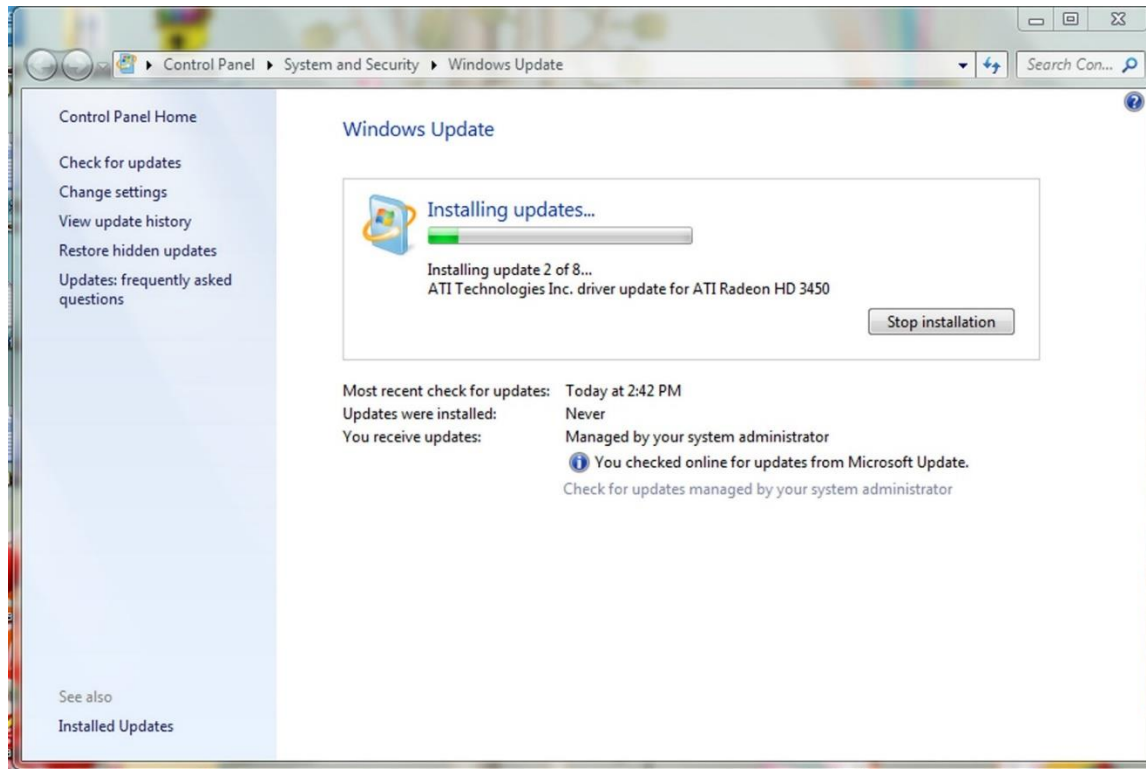 Control Panel ▸ System and Security ▸ Windows Update
Search Con...
Control Panel Home
Check for updates
Change settings
View update history
Restore hidden updates
Updates: frequently asked
questions
Windows Update
Installing updates...
Installing update 2 of 8...
ATI Technologies Inc. driver update for ATI Radeon HD 3450
Stop installation
Most recent check for updates: Today at 2:42 PM
Updates were installed: Never
You receive updates: Managed by your system administrator
You checked online for updates from Microsoft Update.
Check for updates managed by your system administrator
See also
Installed Updates